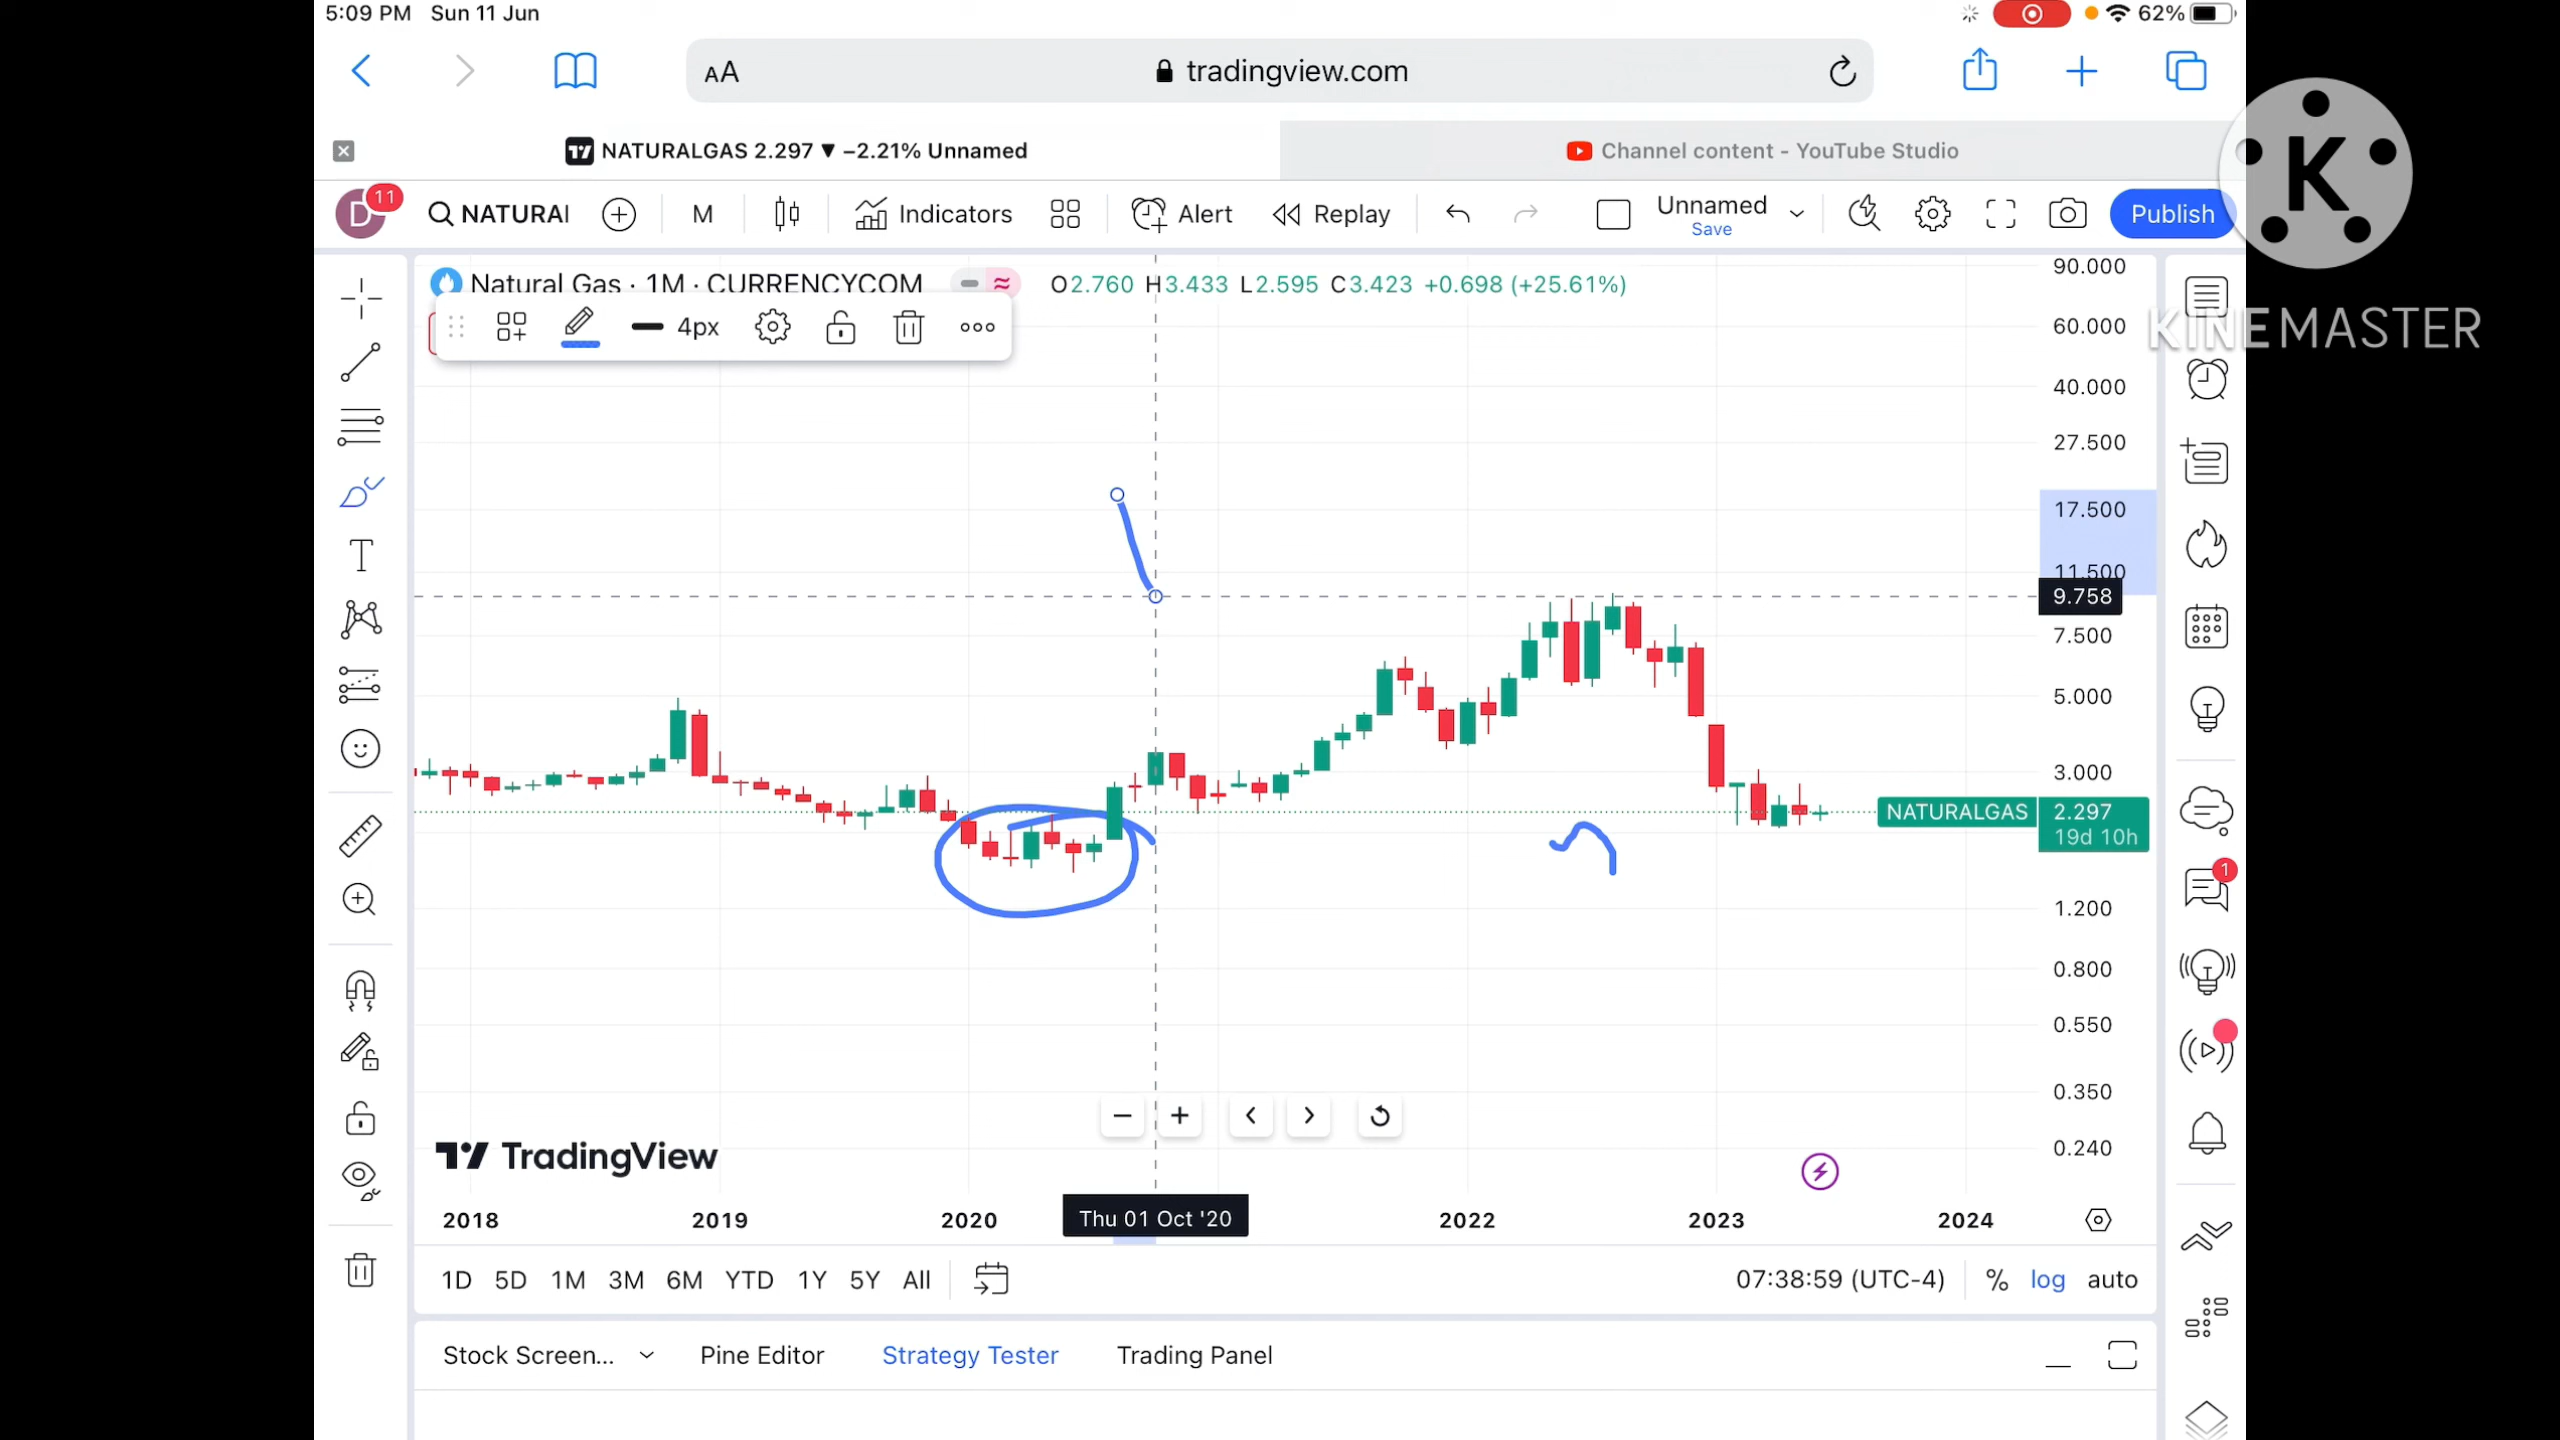 5:09 PM Sun 11 Jun
62%
AA tradingview.com
NATURALGAS 2.297 ▼ −2.21% Unnamed
Channel content - YouTube Studio
K
KINEMASTER
D 11
NATURAL
M
Indicators
Alert
Replay
Unnamed
Save
Publish
Natural Gas · 1M · CURRENCYCOM
O2.760 H3.433 L2.595 C3.423 +0.698 (+25.61%)
4px
90.000
60.000
40.000
27.500
17.500
11.500
9.758
7.500
5.000
3.000
NATURALGAS 2.297
19d 10h
1
1.200
0.800
0.550
0.350
0.240
TradingView
2018 2019 2020 Thu 01 Oct '20 2022 2023 2024
1D 5D 1M 3M 6M YTD 1Y 5Y All
07:38:59 (UTC-4) % log auto
Stock Screen... Pine Editor Strategy Tester Trading Panel